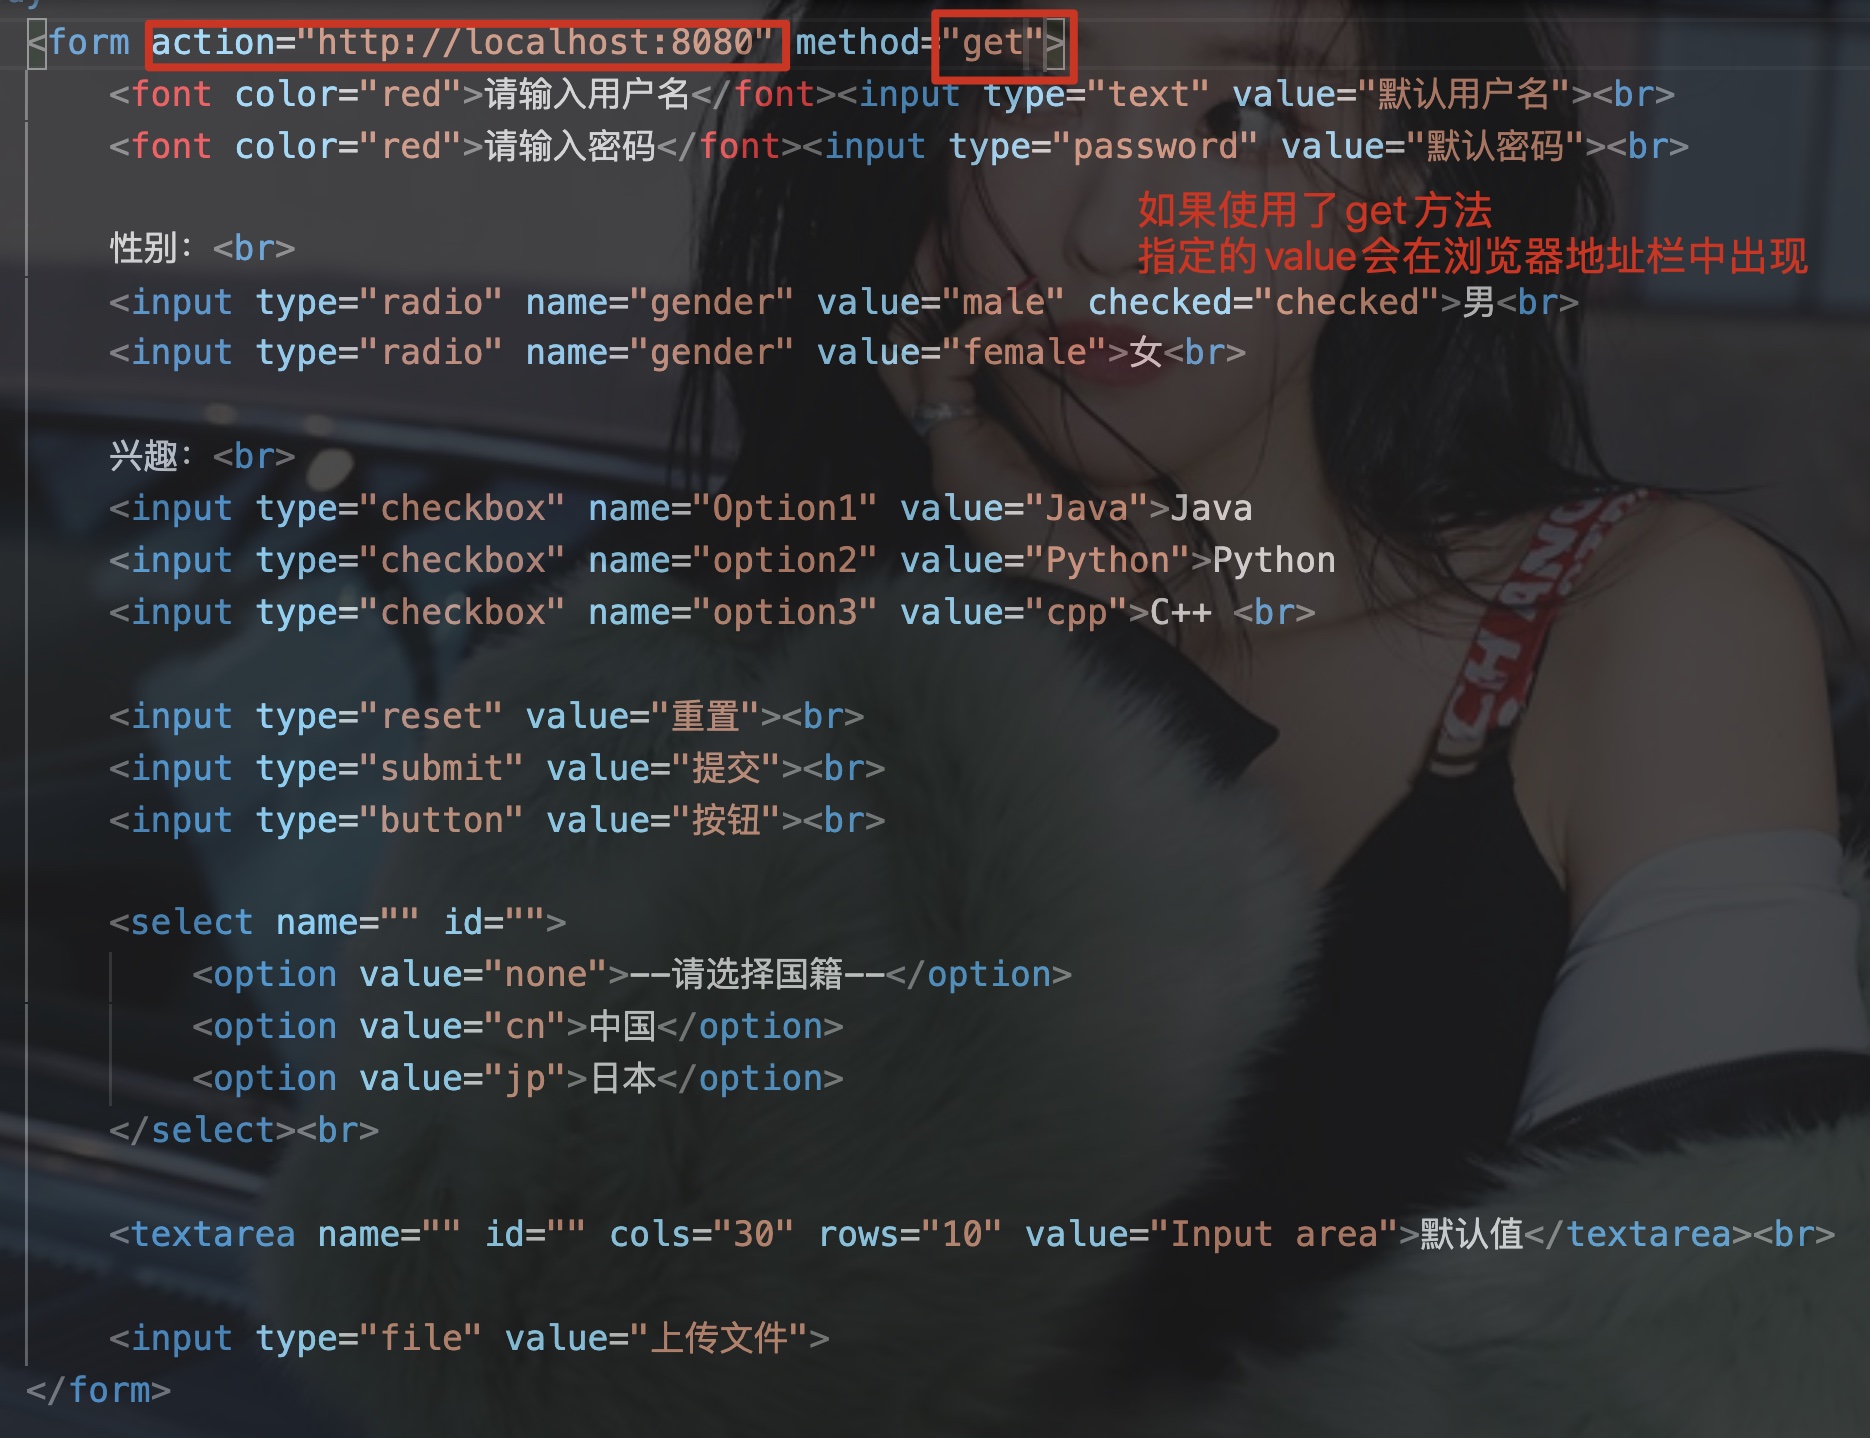 <form action="http://localhost:8080" method="get">
<font color="red">请输入用户名</font><input type="text" value="默认用户名"><br>
<font color="red">请输入密码</font><input type="password" value="默认密码"><br>
如果使用了get方法
指定的value会在浏览器地址栏中出现
性别：<br>
<input type="radio" name="gender" value="male" checked="checked">男<br>
<input type="radio" name="gender" value="female">女<br>
兴趣：<br>
<input type="checkbox" name="Option1" value="Java">Java
<input type="checkbox" name="option2" value="Python">Python
<input type="checkbox" name="option3" value="cpp">C++ <br>
<input type="reset" value="重置"><br>
<input type="submit" value="提交"><br>
<input type="button" value="按钮"><br>
<select name="" id="">
<option value="none">--请选择国籍--</option>
<option value="cn">中国</option>
<option value="jp">日本</option>
</select><br>
<textarea name="" id="" cols="30" rows="10" value="Input area">默认值</textarea><br>
<input type="file" value="上传文件">
</form>